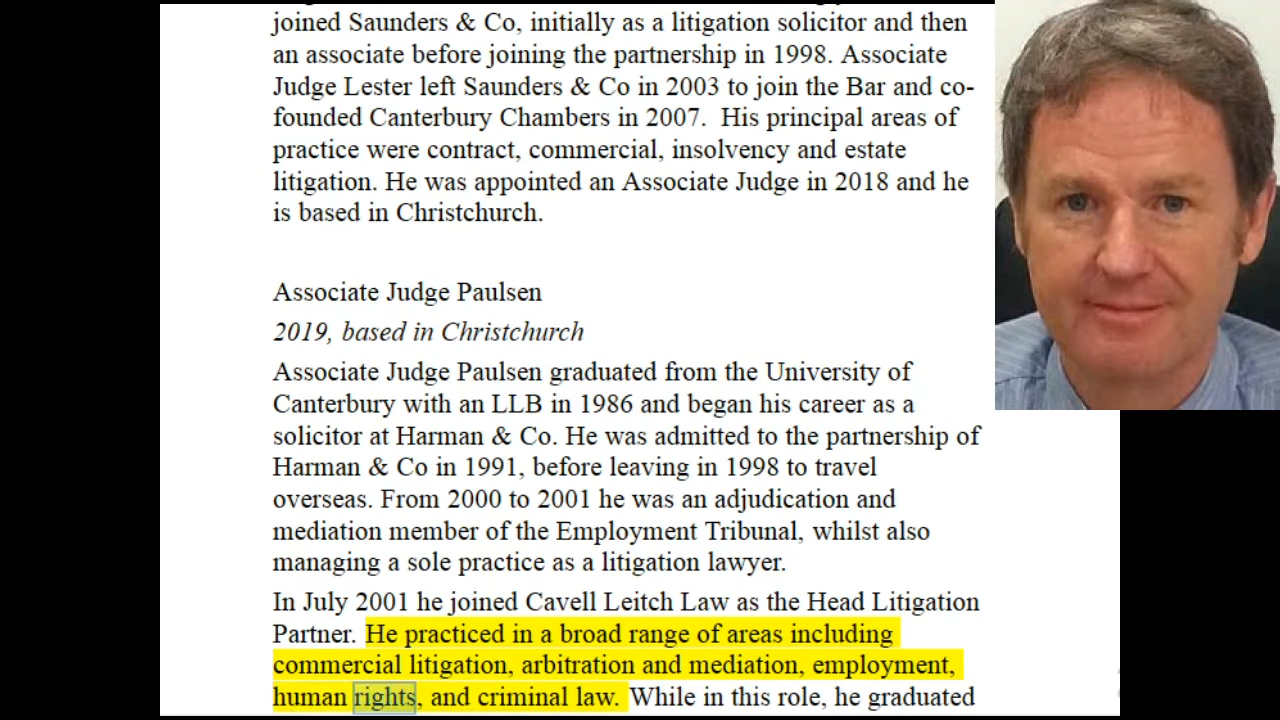 joined Saunders & Co, initially as a litigation solicitor and then
an associate before joining the partnership in 1998. Associate
Judge Lester left Saunders & Co in 2003 to join the Bar and co-
founded Canterbury Chambers in 2007.  His principal areas of
practice were contract, commercial, insolvency and estate
litigation. He was appointed an Associate Judge in 2018 and he
is based in Christchurch.
Associate Judge Paulsen
2019, based in Christchurch
Associate Judge Paulsen graduated from the University of
Canterbury with an LLB in 1986 and began his career as a
solicitor at Harman & Co. He was admitted to the partnership of
Harman & Co in 1991, before leaving in 1998 to travel
overseas. From 2000 to 2001 he was an adjudication and
mediation member of the Employment Tribunal, whilst also
managing a sole practice as a litigation lawyer.
In July 2001 he joined Cavell Leitch Law as the Head Litigation
Partner. He practiced in a broad range of areas including
commercial litigation, arbitration and mediation, employment,
human rights, and criminal law. While in this role, he graduated